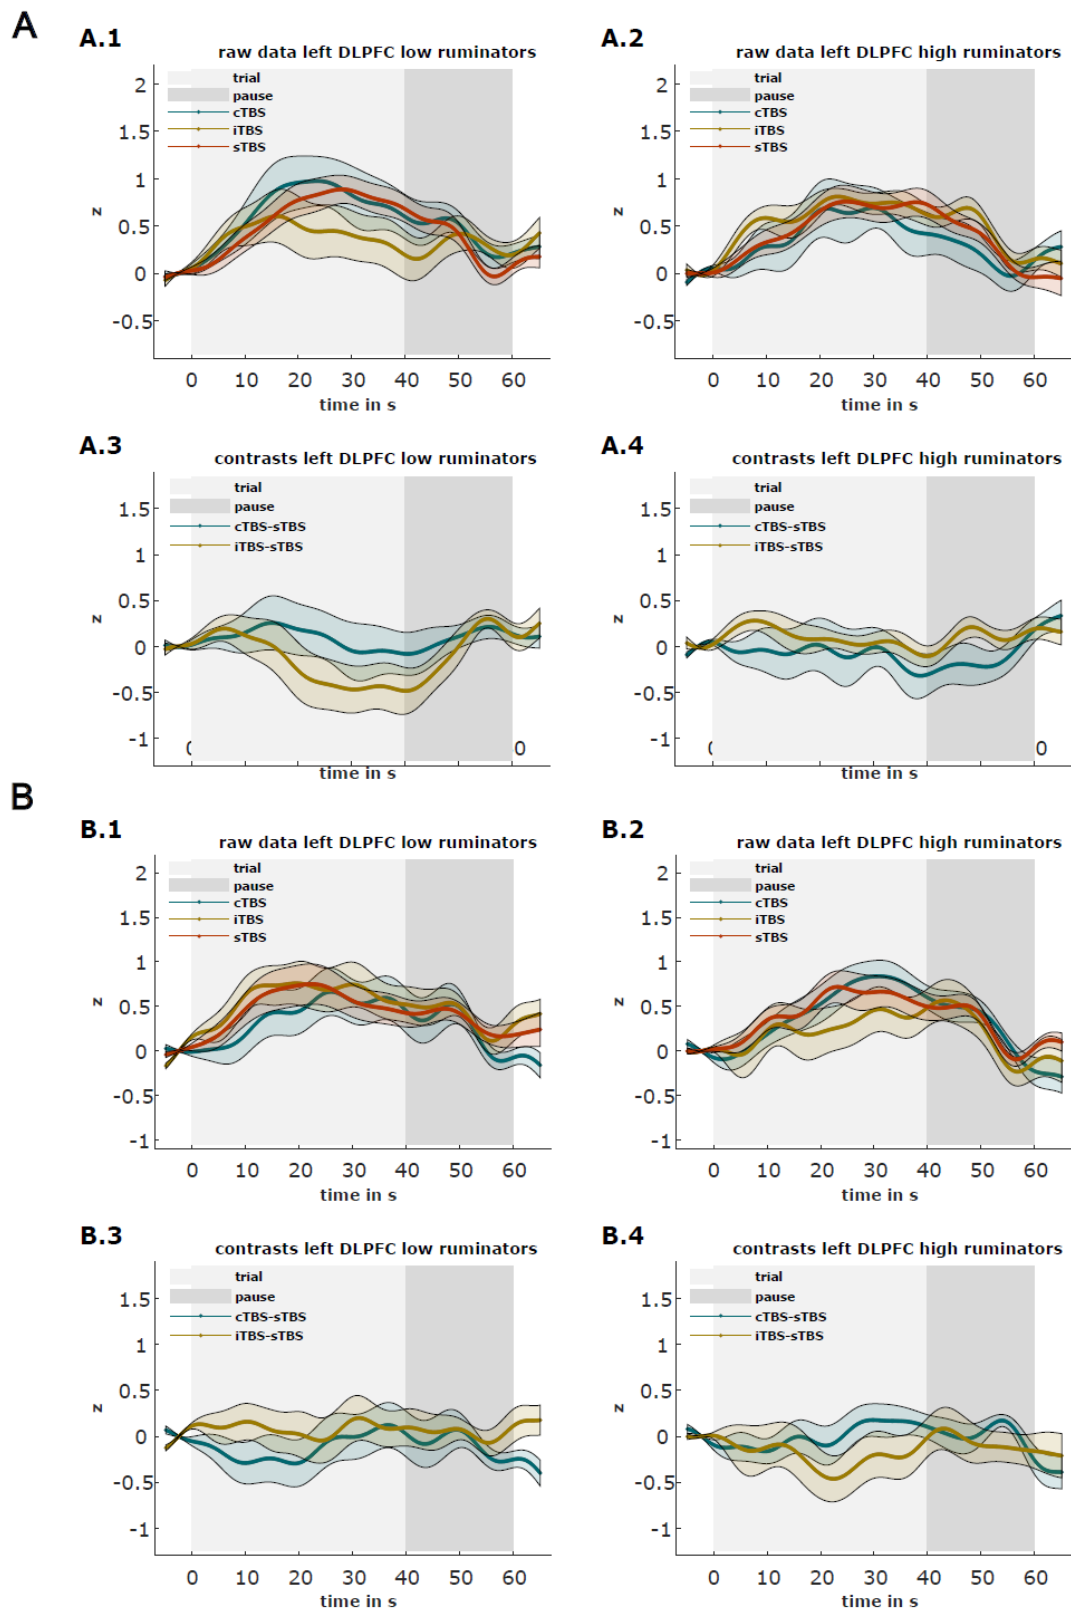 A
A.1
raw data left DLPFC low ruminators
trial
pause
cTBS
iTBS
sTBS
2
1.5
1
0.5
0
-0.5
z
0 10 20 30 40 50 60
time in s
A.2
raw data left DLPFC high ruminators
trial
pause
cTBS
iTBS
sTBS
2
1.5
1
0.5
0
-0.5
z
0 10 20 30 40 50 60
time in s
A.3
contrasts left DLPFC low ruminators
trial
pause
cTBS-sTBS
iTBS-sTBS
1.5
1
0.5
0
-0.5
-1
z
0
time in s
A.4
contrasts left DLPFC high ruminators
trial
pause
cTBS-sTBS
iTBS-sTBS
1.5
1
0.5
0
-0.5
-1
z
0
time in s
B
B.1
raw data left DLPFC low ruminators
trial
pause
cTBS
iTBS
sTBS
2
1.5
1
0.5
0
-0.5
-1
z
0 10 20 30 40 50 60
time in s
B.2
raw data left DLPFC high ruminators
trial
pause
cTBS
iTBS
sTBS
2
1.5
1
0.5
0
-0.5
-1
z
0 10 20 30 40 50 60
time in s
B.3
contrasts left DLPFC low ruminators
trial
pause
cTBS-sTBS
iTBS-sTBS
1.5
1
0.5
0
-0.5
-1
z
0 10 20 30 40 50 60
time in s
B.4
contrasts left DLPFC high ruminators
trial
pause
cTBS-sTBS
iTBS-sTBS
1.5
1
0.5
0
-0.5
-1
z
0 10 20 30 40 50 60
time in s